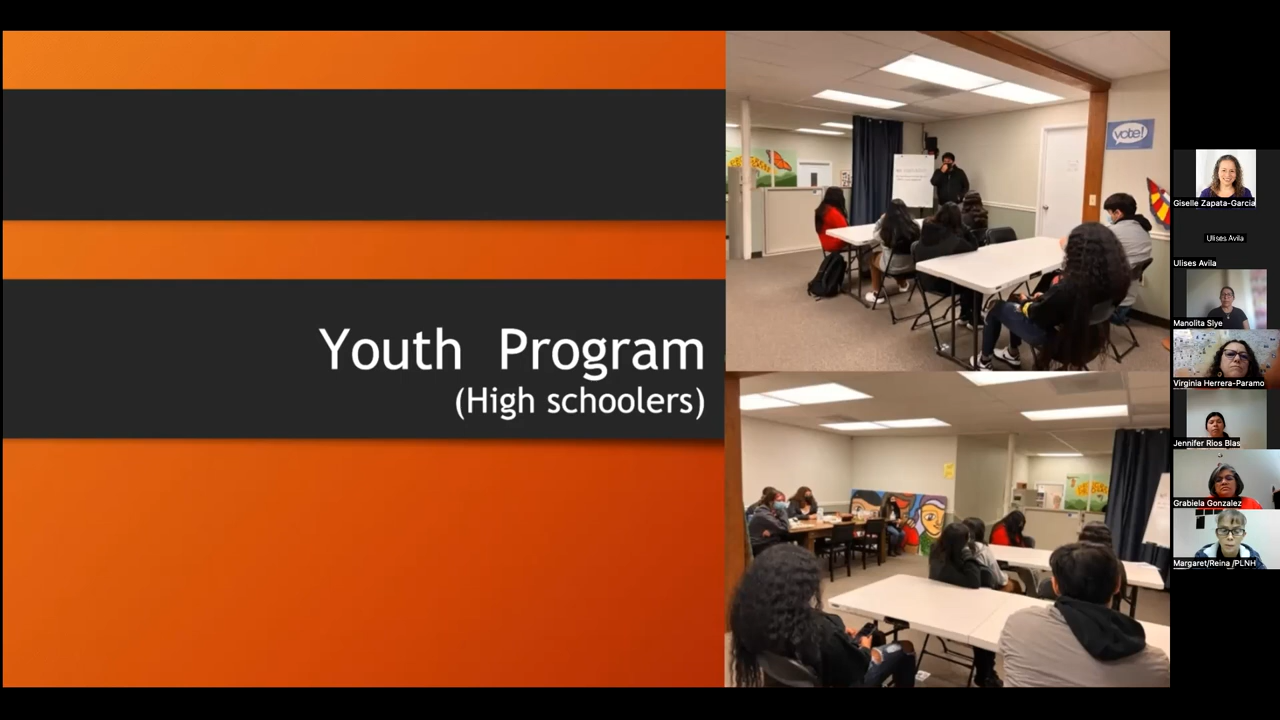 Youth Program
(High schoolers)
vote!
Giselle Zapata-Garcia
Ulises Avila
Ulises Avila
Manolita Slye
Virginia Herrera-Paramo
Jennifer Rios Blas
Grabiela Gonzalez
Margaret/Reina /PLNH